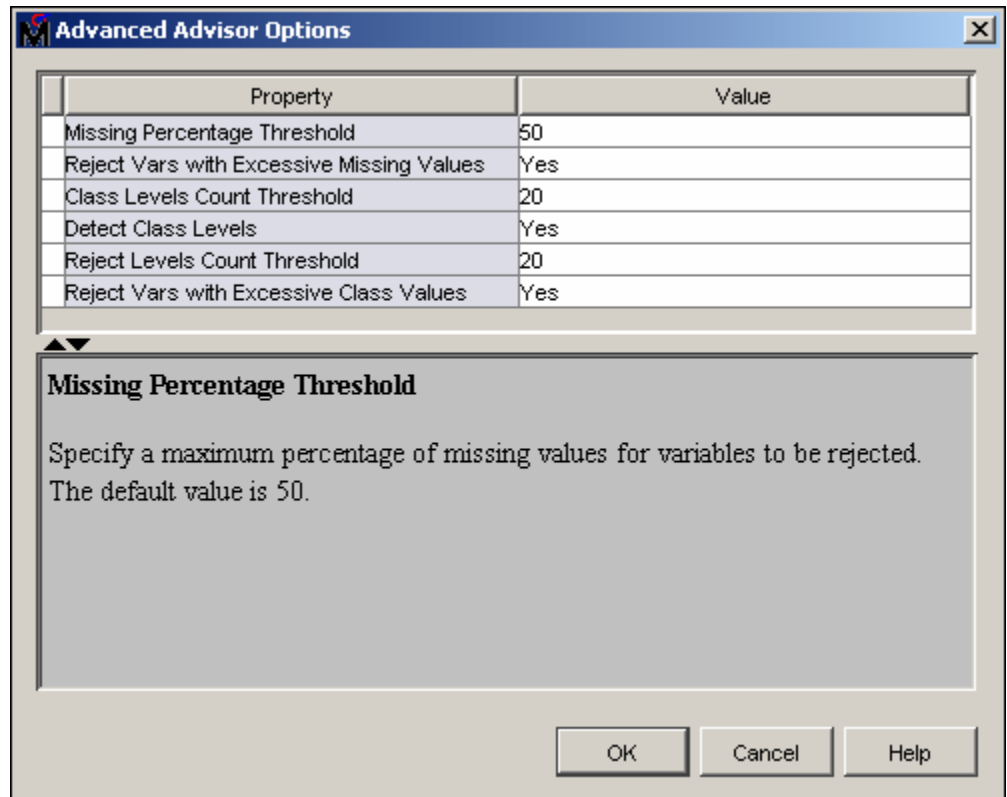 Advanced Advisor Options
Property Value
Missing Percentage Threshold 50
Reject Vars with Excessive Missing Values Yes
Class Levels Count Threshold 20
Detect Class Levels Yes
Reject Levels Count Threshold 20
Reject Vars with Excessive Class Values Yes
Missing Percentage Threshold
Specify a maximum percentage of missing values for variables to be rejected.
The default value is 50.
OK Cancel Help